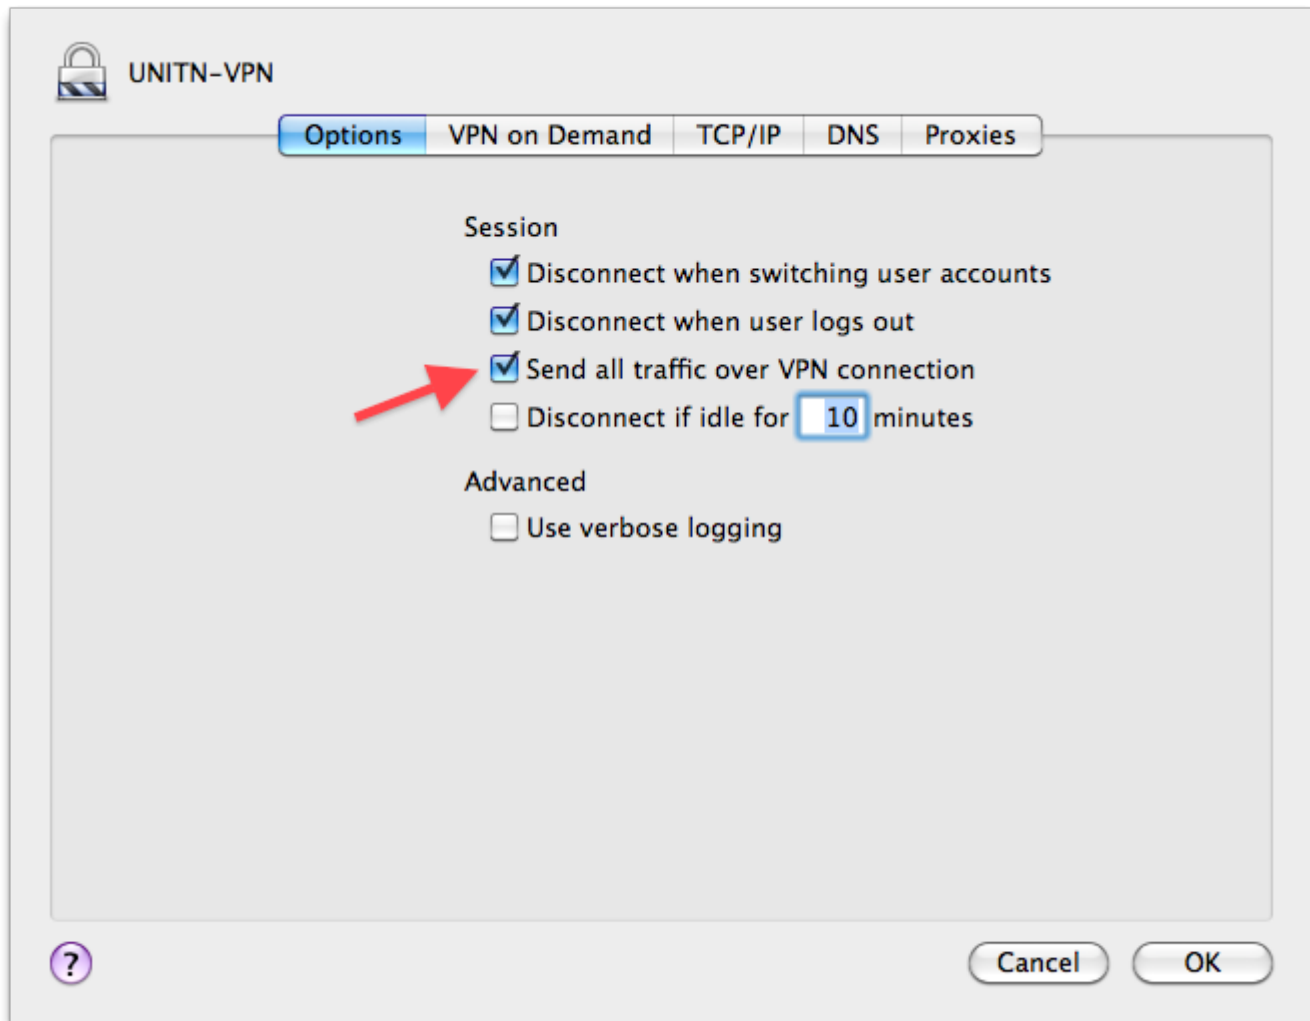 UNITN-VPN
Options VPN on Demand TCP/IP DNS Proxies
Session
Disconnect when switching user accounts
Disconnect when user logs out
Send all traffic over VPN connection
Disconnect if idle for 10 minutes
Advanced
Use verbose logging
? Cancel OK